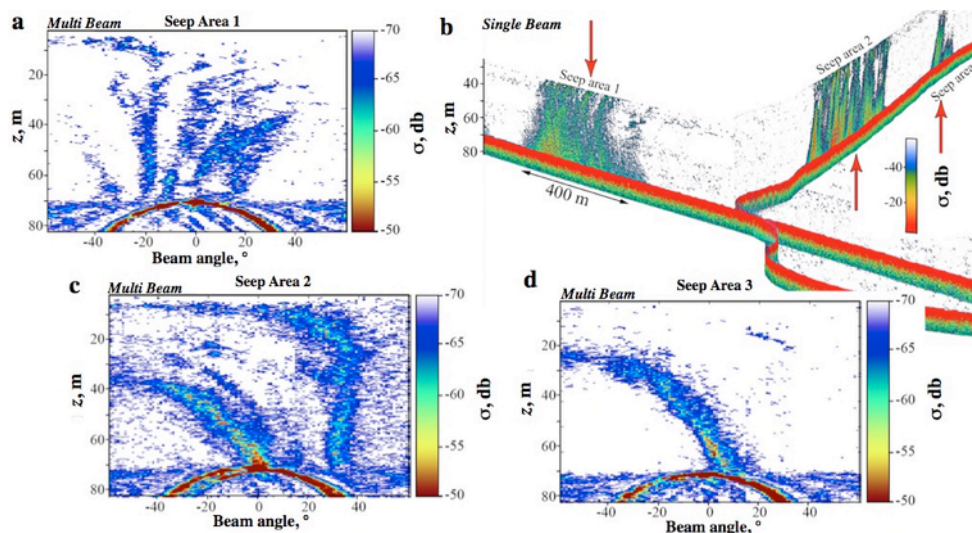 a
Multi Beam
Seep Area 1
z, m
20
40
60
80
-40
-20
0
20
40
Beam angle, °
-70
-65
-60
-55
-50
σ, db
b
Single Beam
Seep area 1
Seep area 2
Seep area
z, m
40
60
80
400 m
-40
-20
σ, db
c
Multi Beam
Seep Area 2
z, m
20
40
60
80
-40
-20
0
20
40
Beam angle, °
-70
-65
-60
-55
-50
σ, db
d
Multi Beam
Seep Area 3
z, m
20
40
60
80
-40
-20
0
20
40
Beam angle, °
-70
-65
-60
-55
-50
σ, db